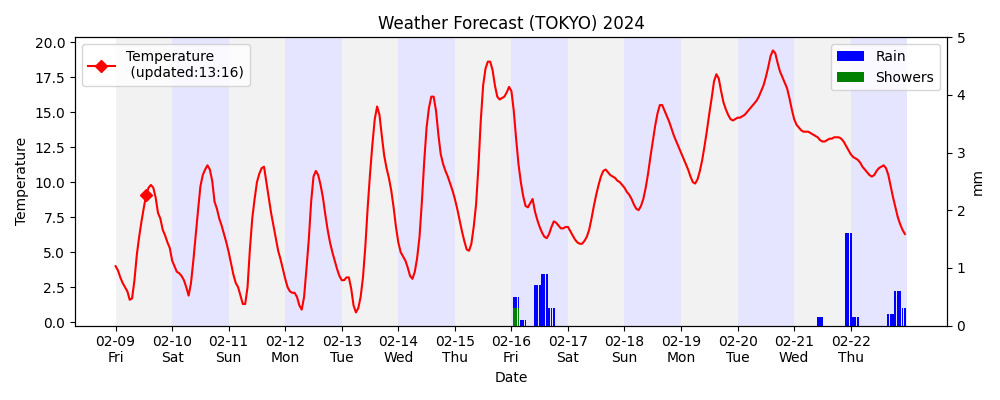 Weather Forecast (TOKYO) 2024
Temperature
(updated:13:16)
Rain
Showers
Temperature
20.0
17.5
15.0
12.5
10.0
7.5
5.0
2.5
0.0
5
4
3
2
1
0
mm
02-09 02-10 02-11 02-12 02-13 02-14 02-15 02-16 02-17 02-18 02-19 02-20 02-21 02-22
Fri Sat Sun Mon Tue Wed Thu Fri Sat Sun Mon Tue Wed Thu
Date